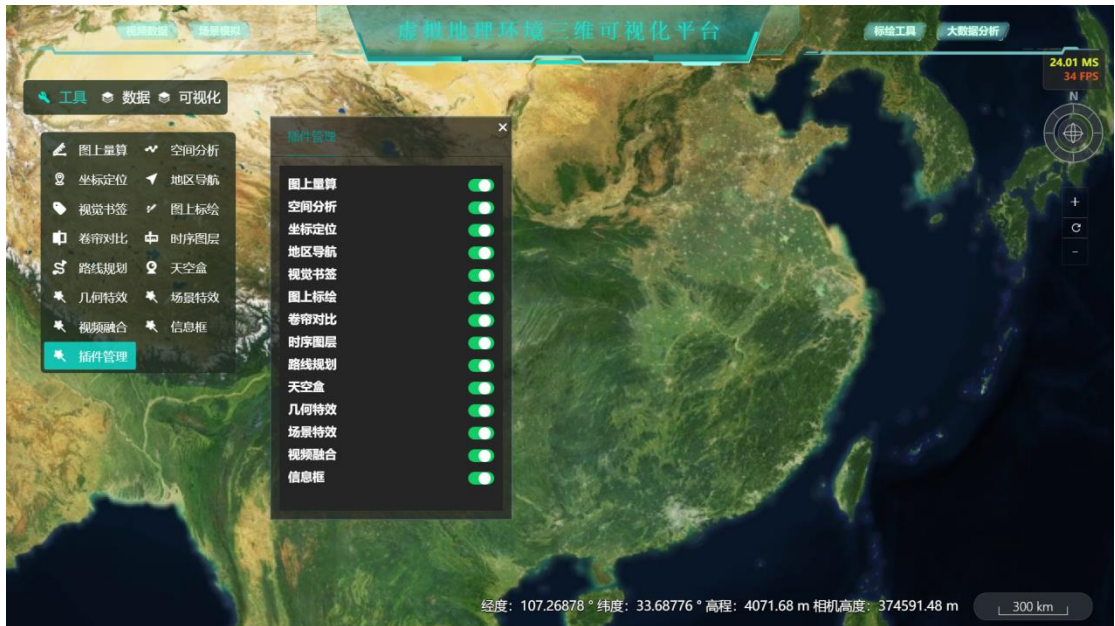 视频数据 场景模拟 虚拟地理环境三维可视化平台 标绘工具 大数据分析
24.01 MS
34 FPS
N
工具 数据 可视化
图上量算 空间分析
坐标定位 地区导航
视觉书签 图上标绘
卷帘对比 时序图层
路线规划 天空盒
几何特效 场景特效
视频融合 信息框
插件管理
插件管理 ×
图上量算
空间分析
坐标定位
地区导航
视觉书签
图上标绘
卷帘对比
时序图层
路线规划
天空盒
几何特效
场景特效
视频融合
信息框
+
-
经度：107.26878 ° 纬度：33.68776 ° 高程：4071.68 m 相机高度：374591.48 m
300 km